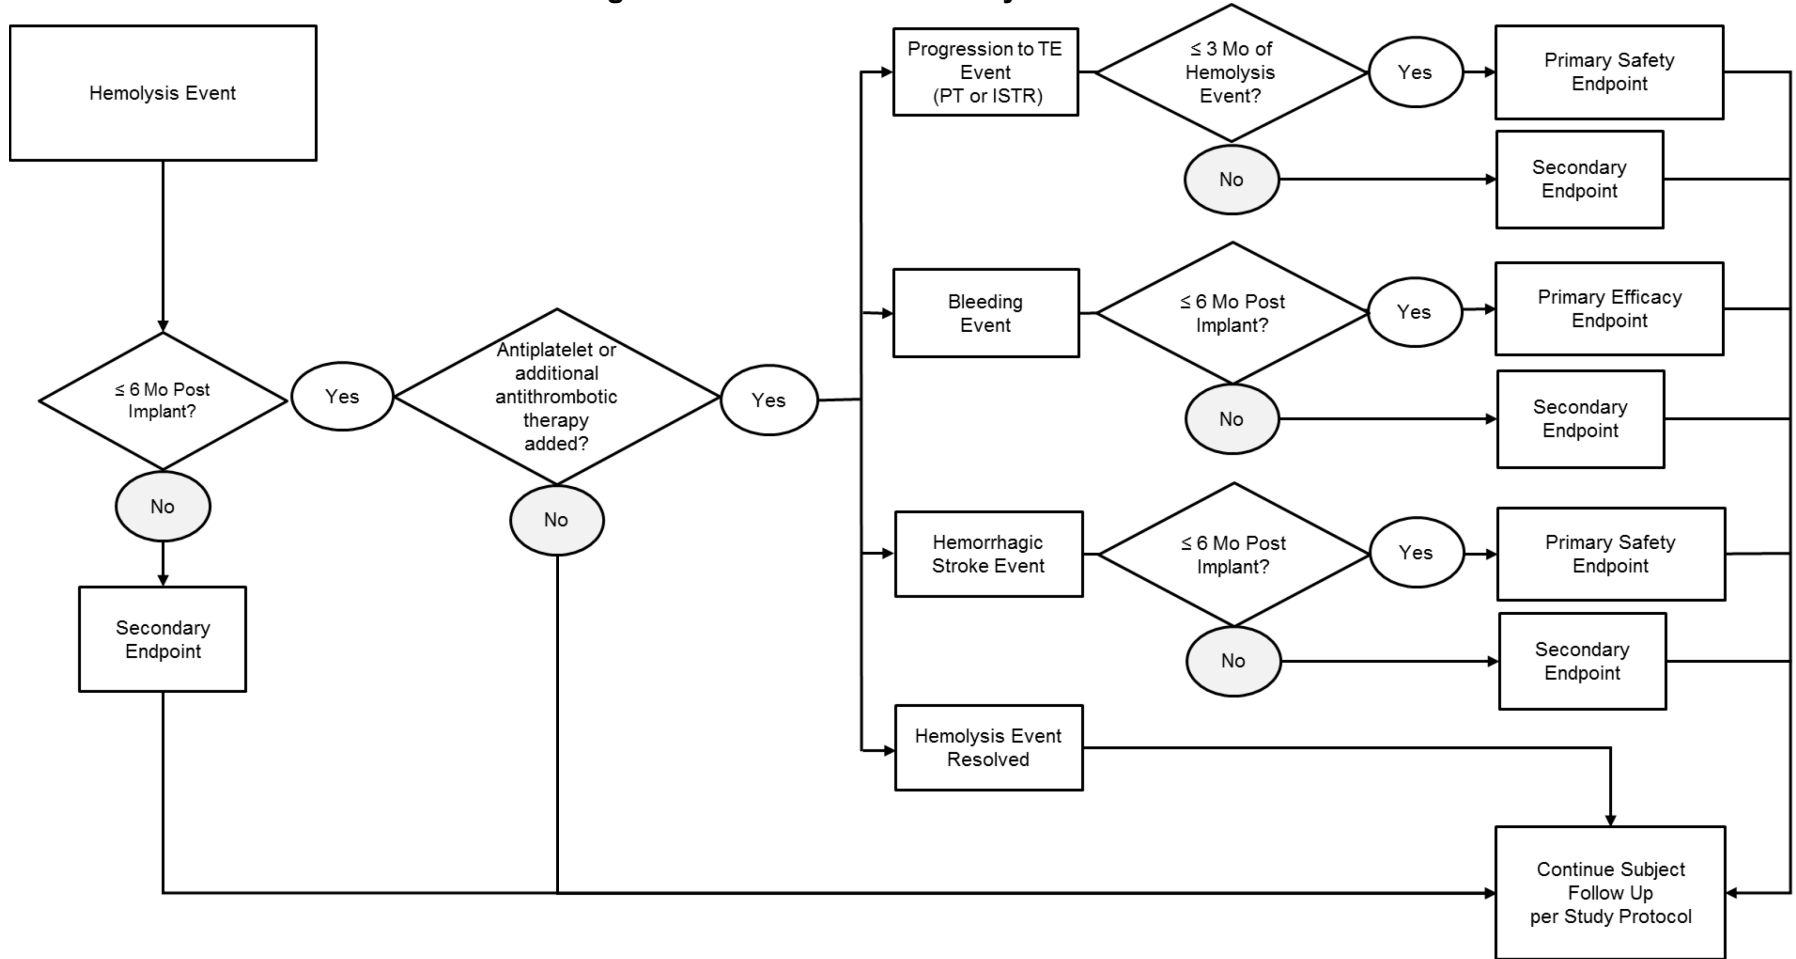 Hemolysis Event
≤ 6 Mo Post
Implant?
Yes
No
Secondary
Endpoint
Antiplatelet or
additional
antithrombotic
therapy
added?
Yes
No
Progression to TE
Event
(PT or ISTR)
≤ 3 Mo of
Hemolysis
Event?
Yes
Primary Safety
Endpoint
No
Secondary
Endpoint
Bleeding
Event
≤ 6 Mo Post
Implant?
Yes
Primary Efficacy
Endpoint
No
Secondary
Endpoint
Hemorrhagic
Stroke Event
≤ 6 Mo Post
Implant?
Yes
Primary Safety
Endpoint
No
Secondary
Endpoint
Hemolysis Event
Resolved
Continue Subject
Follow Up
per Study Protocol